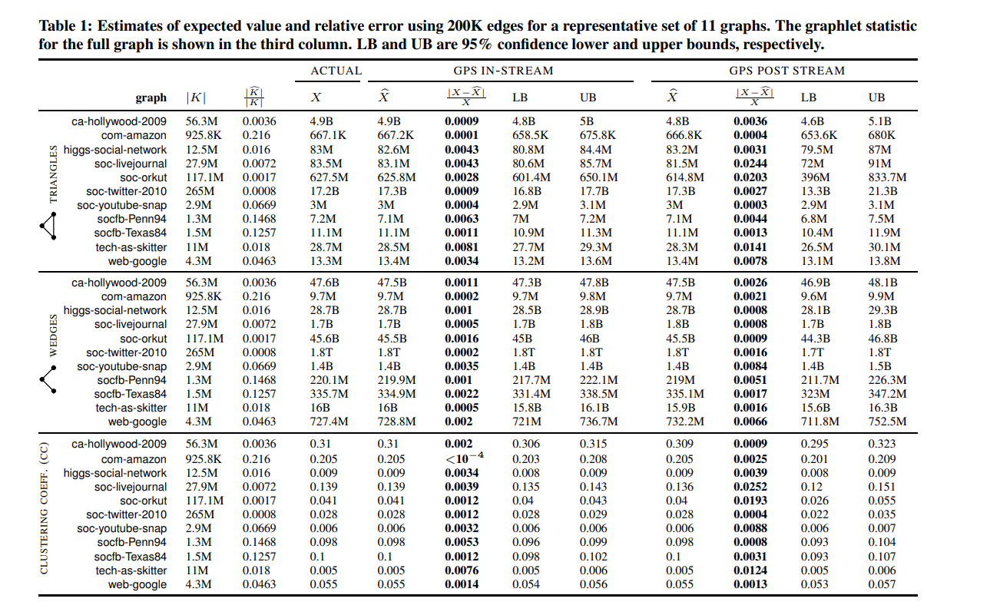 Table 1: Estimates of expected value and relative error using 200K edges for a representative set of 11 graphs. The graphlet statistic
for the full graph is shown in the third column. LB and UB are 95% confidence lower and upper bounds, respectively.
ACTUAL GPS IN-STREAM GPS POST STREAM
graph |K| |K̂|/|K| X X̂ |X−X̂|/X LB UB X̂ |X−X̂|/X LB UB
TRIANGLES
ca-hollywood-2009 56.3M 0.0036 4.9B 4.9B 0.0009 4.8B 5B 4.8B 0.0036 4.6B 5.1B
com-amazon 925.8K 0.216 667.1K 667.2K 0.0001 658.5K 675.8K 666.8K 0.0004 653.6K 680K
higgs-social-network 12.5M 0.016 83M 82.6M 0.0043 80.8M 84.4M 83.2M 0.0031 79.5M 87M
soc-livejournal 27.9M 0.0072 83.5M 83.1M 0.0043 80.6M 85.7M 81.5M 0.0244 72M 91M
soc-orkut 117.1M 0.0017 627.5M 625.8M 0.0028 601.4M 650.1M 614.8M 0.0203 396M 833.7M
soc-twitter-2010 265M 0.0008 17.2B 17.3B 0.0009 16.8B 17.7B 17.3B 0.0027 13.3B 21.3B
soc-youtube-snap 2.9M 0.0669 3M 3M 0.0004 2.9M 3.1M 3M 0.0003 2.9M 3.1M
socfb-Penn94 1.3M 0.1468 7.2M 7.1M 0.0063 7M 7.2M 7.1M 0.0044 6.8M 7.5M
socfb-Texas84 1.5M 0.1257 11.1M 11.1M 0.0011 10.9M 11.3M 11.1M 0.0013 10.4M 11.9M
tech-as-skitter 11M 0.018 28.7M 28.5M 0.0081 27.7M 29.3M 28.3M 0.0141 26.5M 30.1M
web-google 4.3M 0.0463 13.3M 13.4M 0.0034 13.2M 13.6M 13.4M 0.0078 13.1M 13.8M
WEDGES
ca-hollywood-2009 56.3M 0.0036 47.6B 47.5B 0.0011 47.3B 47.8B 47.5B 0.0026 46.9B 48.1B
com-amazon 925.8K 0.216 9.7M 9.7M 0.0002 9.7M 9.8M 9.7M 0.0021 9.6M 9.9M
higgs-social-network 12.5M 0.016 28.7B 28.7B 0.001 28.5B 28.9B 28.7B 0.0008 28.1B 29.3B
soc-livejournal 27.9M 0.0072 1.7B 1.7B 0.0005 1.7B 1.8B 1.8B 0.0008 1.7B 1.8B
soc-orkut 117.1M 0.0017 45.6B 45.5B 0.0016 45B 46B 45.5B 0.0009 44.3B 46.8B
soc-twitter-2010 265M 0.0008 1.8T 1.8T 0.0002 1.8T 1.8T 1.8T 0.0016 1.7T 1.8T
soc-youtube-snap 2.9M 0.0669 1.4B 1.4B 0.0035 1.4B 1.4B 1.4B 0.0084 1.4B 1.5B
socfb-Penn94 1.3M 0.1468 220.1M 219.9M 0.001 217.7M 222.1M 219M 0.0051 211.7M 226.3M
socfb-Texas84 1.5M 0.1257 335.7M 334.9M 0.0022 331.4M 338.5M 335.1M 0.0017 323M 347.2M
tech-as-skitter 11M 0.018 16B 16B 0.0005 15.8B 16.1B 15.9B 0.0016 15.6B 16.3B
web-google 4.3M 0.0463 727.4M 728.8M 0.002 721M 736.7M 732.2M 0.0066 711.8M 752.5M
CLUSTERING COEFF. (CC)
ca-hollywood-2009 56.3M 0.0036 0.31 0.31 0.002 0.306 0.315 0.309 0.0009 0.295 0.323
com-amazon 925.8K 0.216 0.205 0.205 <10⁻⁴ 0.203 0.208 0.205 0.0025 0.201 0.209
higgs-social-network 12.5M 0.016 0.009 0.009 0.0034 0.008 0.009 0.009 0.0039 0.008 0.009
soc-livejournal 27.9M 0.0072 0.139 0.139 0.0039 0.135 0.143 0.136 0.0252 0.12 0.151
soc-orkut 117.1M 0.0017 0.041 0.041 0.0012 0.04 0.043 0.04 0.0193 0.026 0.055
soc-twitter-2010 265M 0.0008 0.028 0.028 0.0012 0.028 0.029 0.028 0.0004 0.022 0.035
soc-youtube-snap 2.9M 0.0669 0.006 0.006 0.0032 0.006 0.006 0.006 0.0088 0.006 0.007
socfb-Penn94 1.3M 0.1468 0.098 0.098 0.0053 0.096 0.099 0.098 0.0008 0.093 0.104
socfb-Texas84 1.5M 0.1257 0.1 0.1 0.0012 0.098 0.102 0.1 0.0031 0.093 0.107
tech-as-skitter 11M 0.018 0.005 0.005 0.0076 0.005 0.006 0.005 0.0124 0.005 0.006
web-google 4.3M 0.0463 0.055 0.055 0.0014 0.054 0.056 0.055 0.0013 0.053 0.057